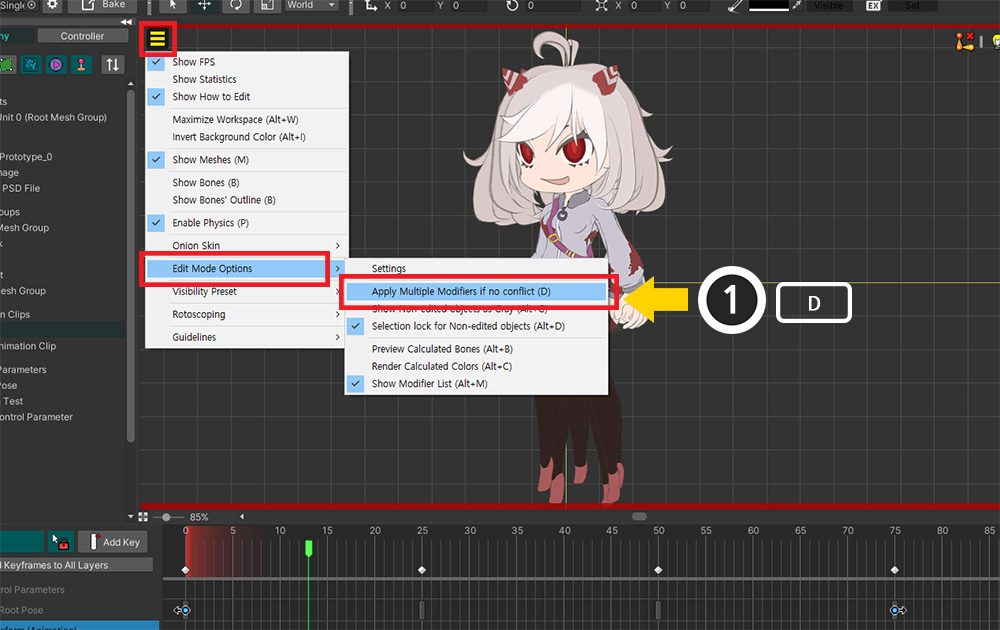 Single
Bake
World
X 0
Y 0
0
X 0
Y 0
Visible
EX
Set
Controller
Show FPS
Show Statistics
Show How to Edit
Maximize Workspace (Alt+W)
Invert Background Color (Alt+I)
Show Meshes (M)
Show Bones (B)
Show Bones' Outline (B)
Enable Physics (P)
Onion Skin
Edit Mode Options
Visibility Preset
Rotoscoping
Guidelines
Settings
Apply Multiple Modifiers if no conflict (D)
Show Non-edited objects as Gray (Alt+G)
Selection lock for Non-edited objects (Alt+D)
Preview Calculated Bones (Alt+B)
Render Calculated Colors (Alt+C)
Show Modifier List (Alt+M)
1
D
Unit 0 (Root Mesh Group)
Prototype_0
mage
PSD File
oups
Mesh Group
esh Group
n Clips
nimation Clip
Parameters
Pose
Test
ontrol Parameter
85%
0 5 10 15 20 25 30 35 40 45 50 55 60 65 70 75 80 85
Add Key
Keyframes to All Layers
rol Parameters
Root Pose
sform (Animation)